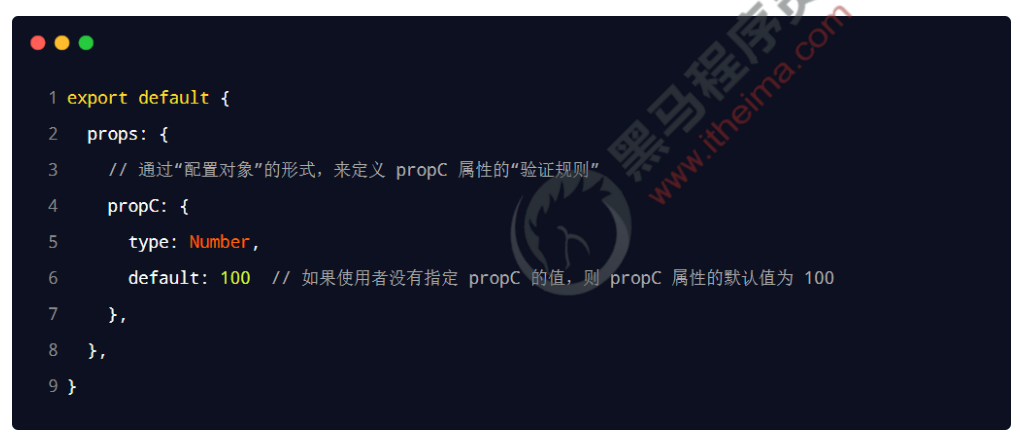 1 export default {
2 props: {
3 // 通过“配置对象”的形式，来定义 propC 属性的“验证规则”
4 propC: {
5 type: Number,
6 default: 100 // 如果使用者没有指定 propC 的值，则 propC 属性的默认值为 100
7 },
8 },
9 }
黑马程序员
www.itheima.com